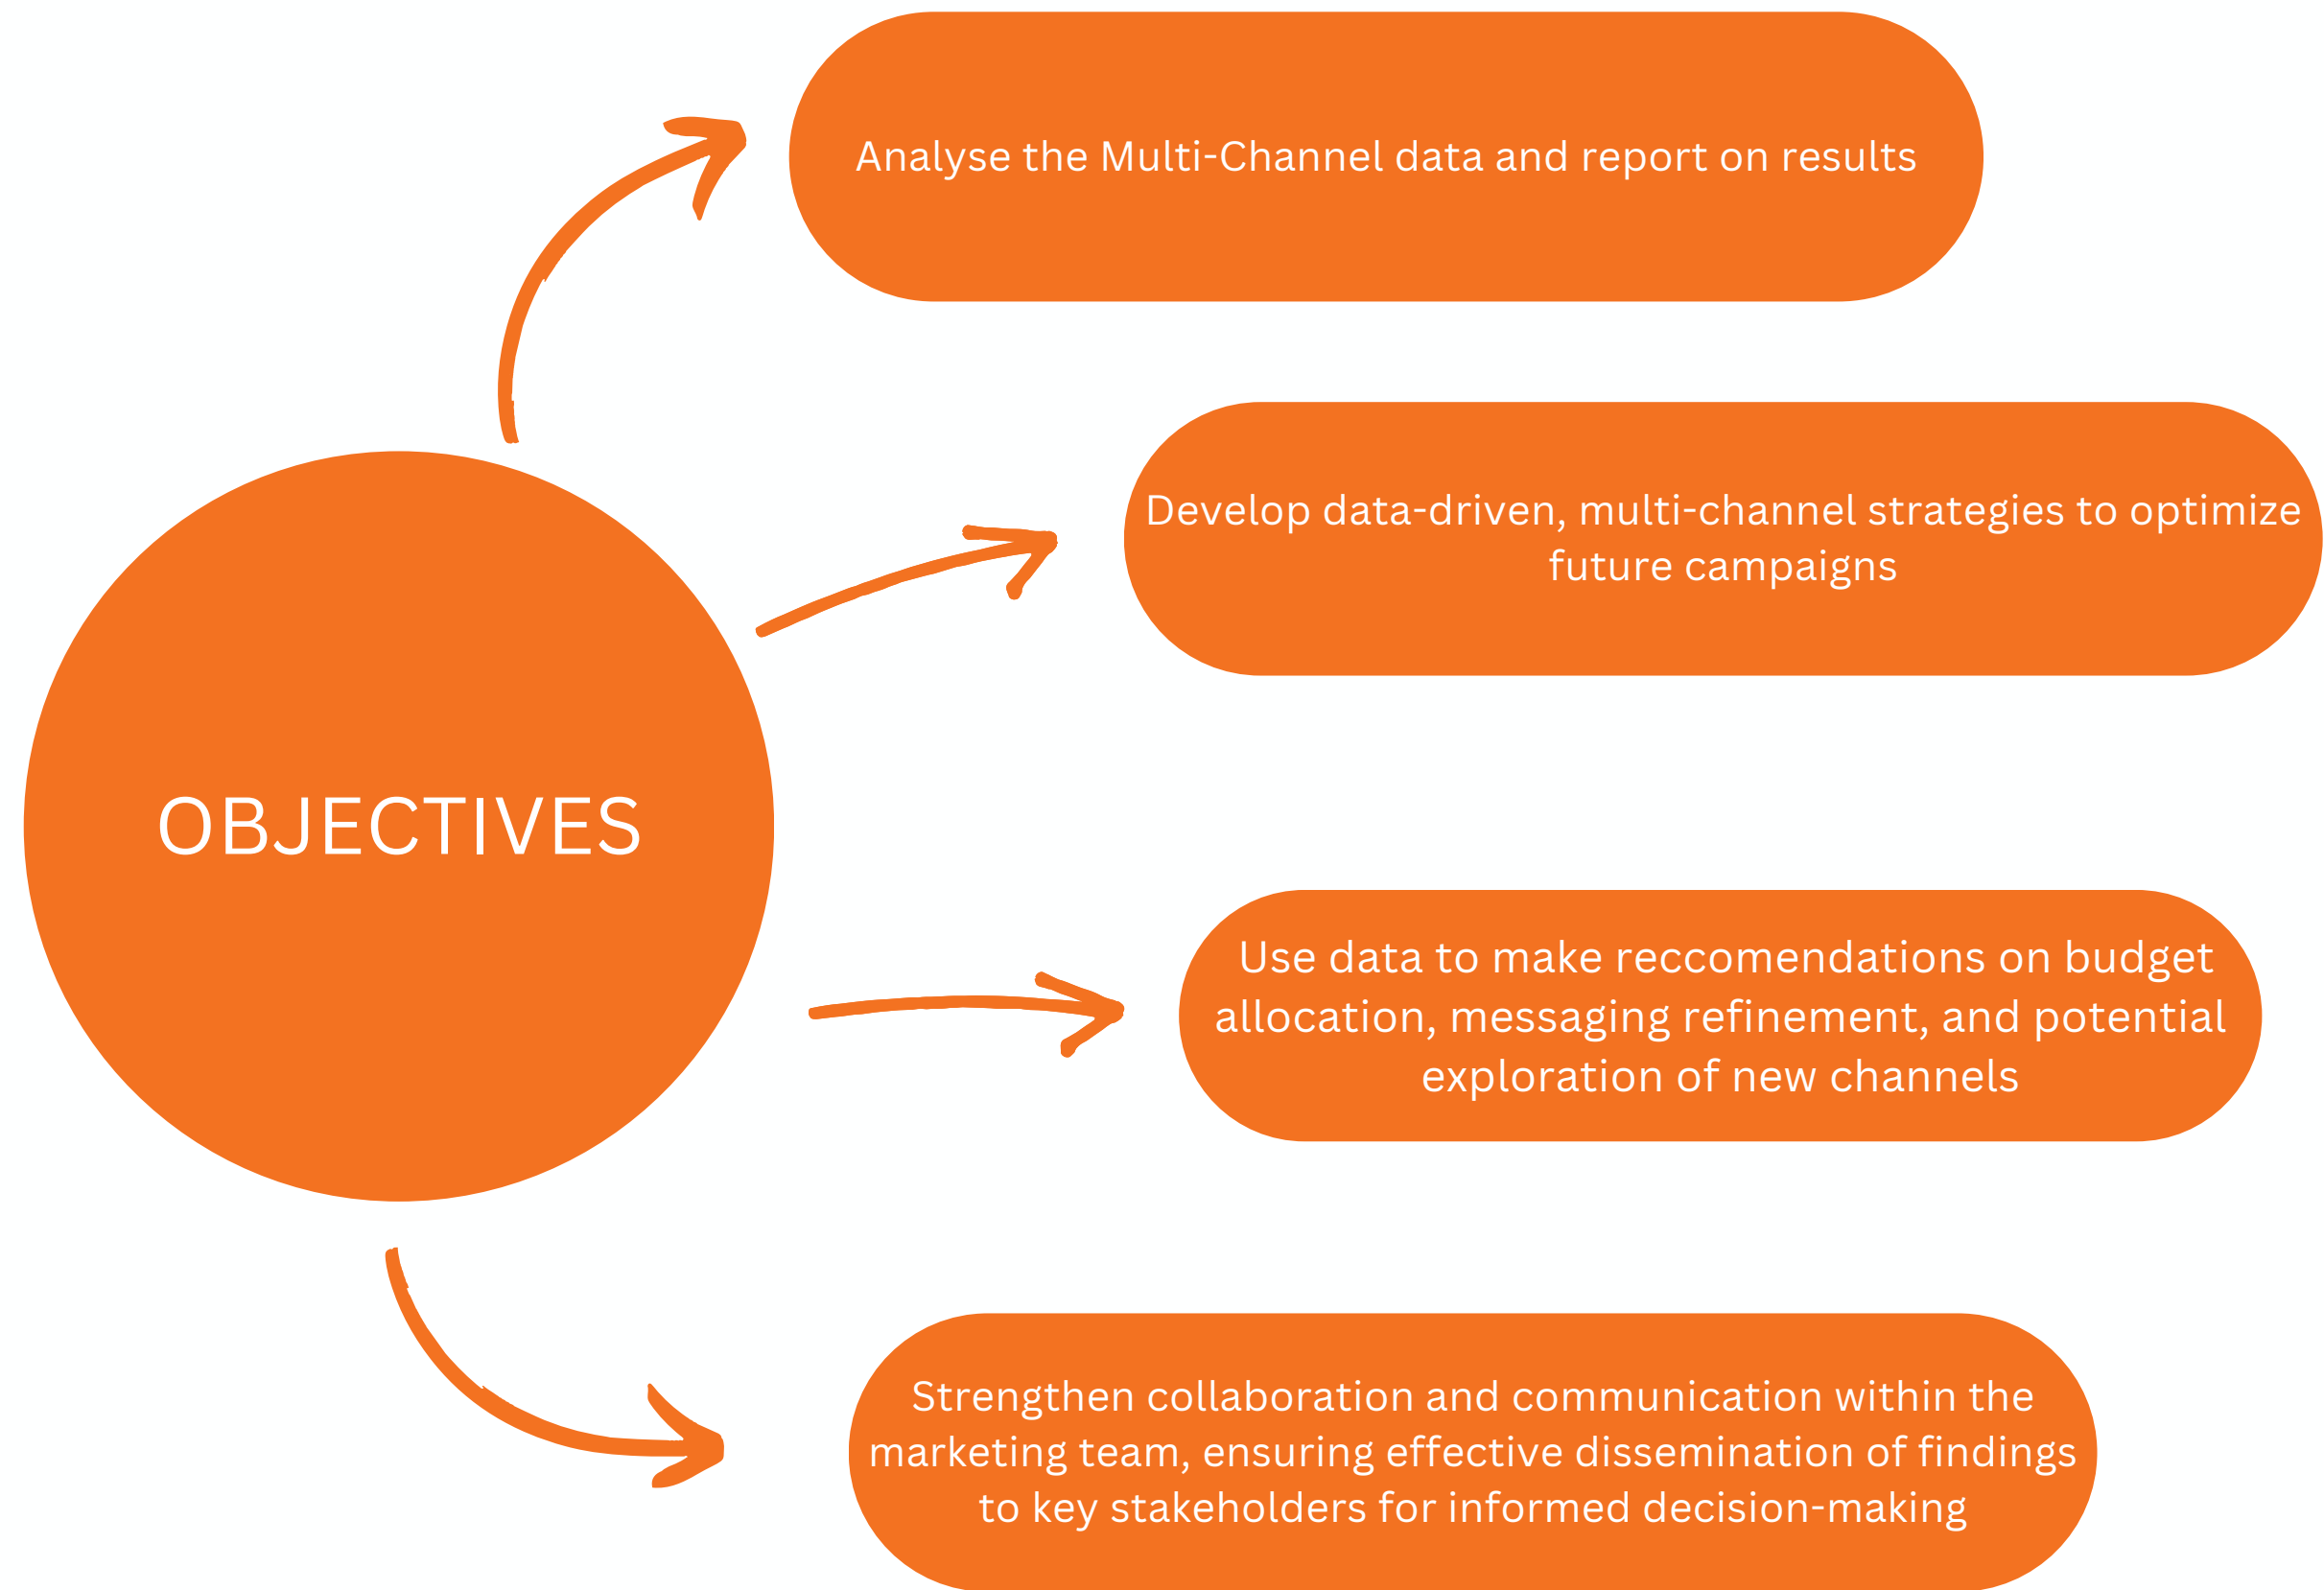 Analyse the Multi-Channel data and report on results
Develop data-driven, multi-channel strategies to optimize
future campaigns
OBJECTIVES
Use data to make reccomendations on budget
allocation, messaging refinement, and potential
exploration of new channels
Strengthen collaboration and communication within the
marketing team, ensuring effective dissemination of findings
to key stakeholders for informed decision-making